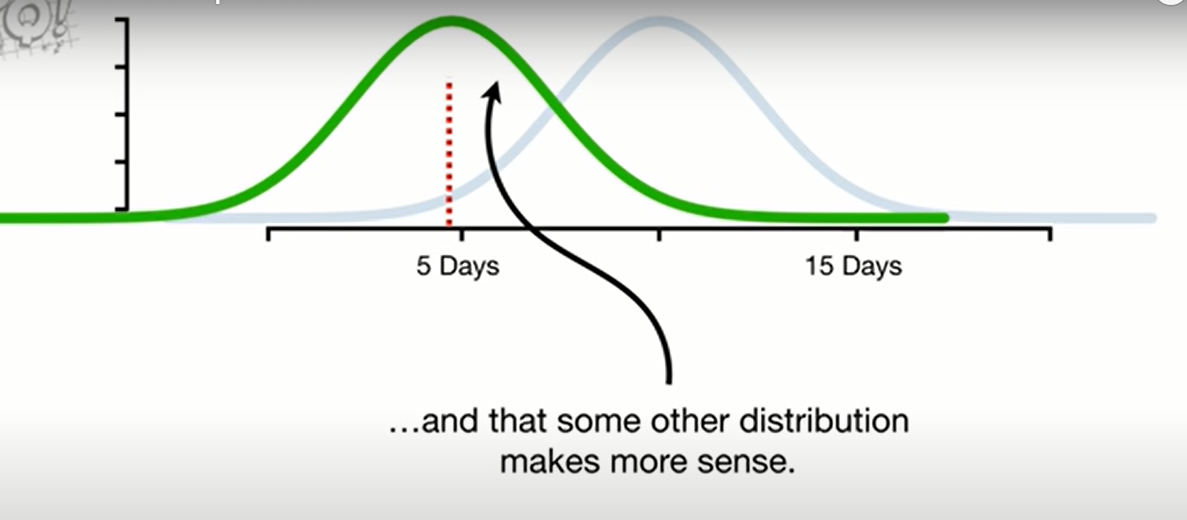 5 Days
15 Days
...and that some other distribution
makes more sense.